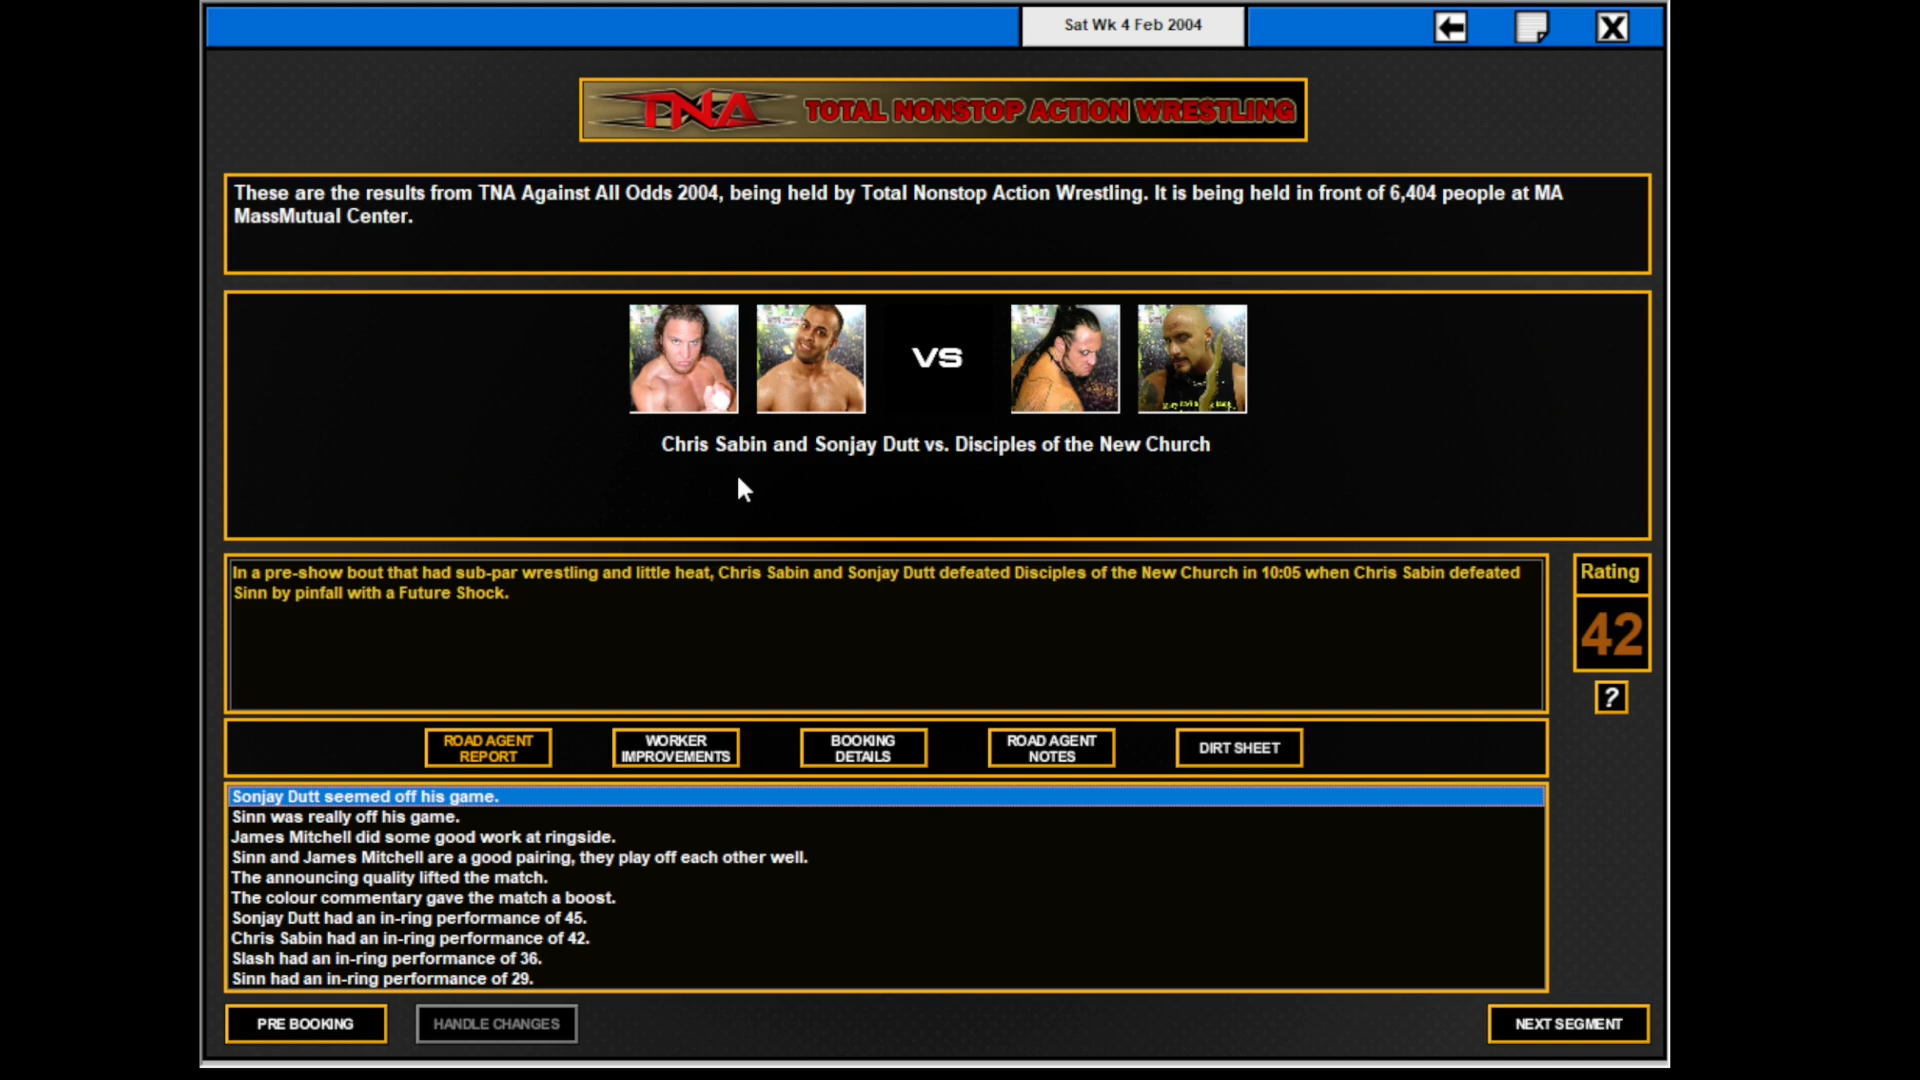 Sat Wk 4 Feb 2004
TNA TOTAL NONSTOP ACTION WRESTLING
These are the results from TNA Against All Odds 2004, being held by Total Nonstop Action Wrestling. It is being held in front of 6,404 people at MA
MassMutual Center.
VS
Chris Sabin and Sonjay Dutt vs. Disciples of the New Church
In a pre-show bout that had sub-par wrestling and little heat, Chris Sabin and Sonjay Dutt defeated Disciples of the New Church in 10:05 when Chris Sabin defeated
Sinn by pinfall with a Future Shock.
Rating
42
?
ROAD AGENT
REPORT
WORKER
IMPROVEMENTS
BOOKING
DETAILS
ROAD AGENT
NOTES
DIRT SHEET
Sonjay Dutt seemed off his game.
Sinn was really off his game.
James Mitchell did some good work at ringside.
Sinn and James Mitchell are a good pairing, they play off each other well.
The announcing quality lifted the match.
The colour commentary gave the match a boost.
Sonjay Dutt had an in-ring performance of 45.
Chris Sabin had an in-ring performance of 42.
Slash had an in-ring performance of 36.
Sinn had an in-ring performance of 29.
PRE BOOKING
HANDLE CHANGES
NEXT SEGMENT